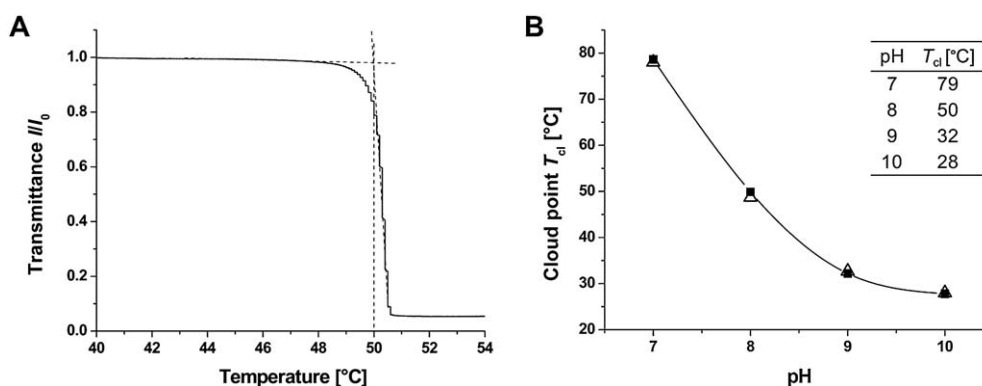 A
Transmittance I/I0
1.0
0.8
0.6
0.4
0.2
0.0
40 42 44 46 48 50 52 54
Temperature [°C]
B
Cloud point Tcl [°C]
80
70
60
50
40
30
20
7 8 9 10
pH
pH Tcl [°C]
7 79
8 50
9 32
10 28